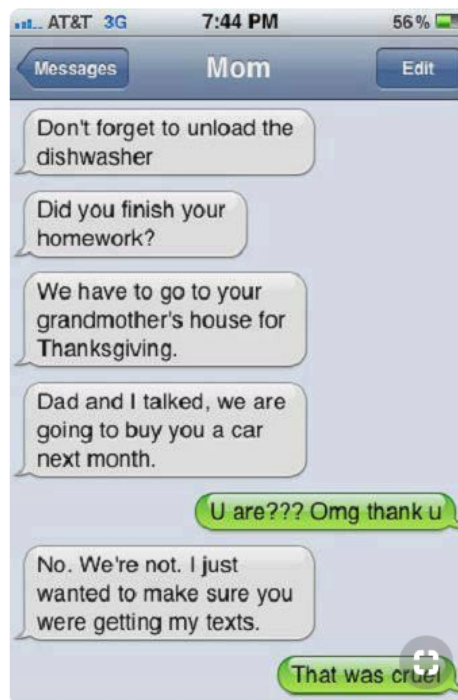 AT&T 3G 7:44 PM 56%
Messages Mom Edit
Don't forget to unload the
dishwasher
Did you finish your
homework?
We have to go to your
grandmother's house for
Thanksgiving.
Dad and I talked, we are
going to buy you a car
next month.
U are??? Omg thank u
No. We're not. I just
wanted to make sure you
were getting my texts.
That was cruel